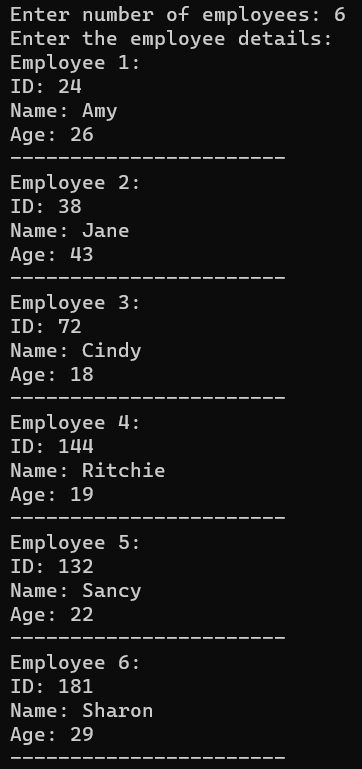 Enter number of employees: 6
Enter the employee details:
Employee 1:
ID: 24
Name: Amy
Age: 26
-----------------------
Employee 2:
ID: 38
Name: Jane
Age: 43
-----------------------
Employee 3:
ID: 72
Name: Cindy
Age: 18
-----------------------
Employee 4:
ID: 144
Name: Ritchie
Age: 19
-----------------------
Employee 5:
ID: 132
Name: Sancy
Age: 22
-----------------------
Employee 6:
ID: 181
Name: Sharon
Age: 29
-----------------------